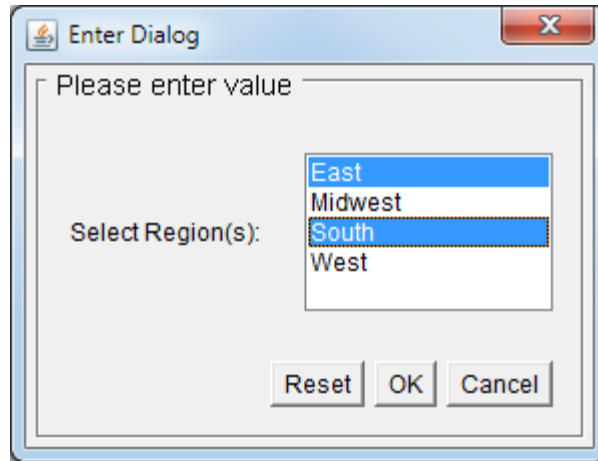 Enter Dialog
Please enter value
East
Midwest
Select Region(s):
South
West
Reset OK Cancel